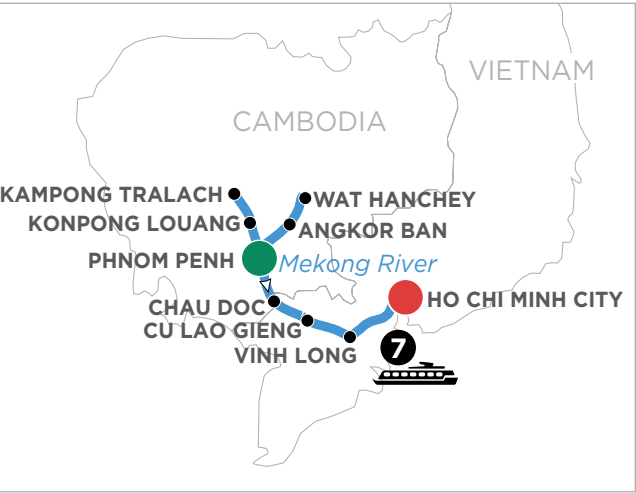 VIETNAM
CAMBODIA
KAMPONG TRALACH
WAT HANCHEY
KONPONG LOUANG
ANGKOR BAN
PHNOM PENH
Mekong River
CHAU DOC
HO CHI MINH CITY
CU LAO GIENG
VINH LONG
7